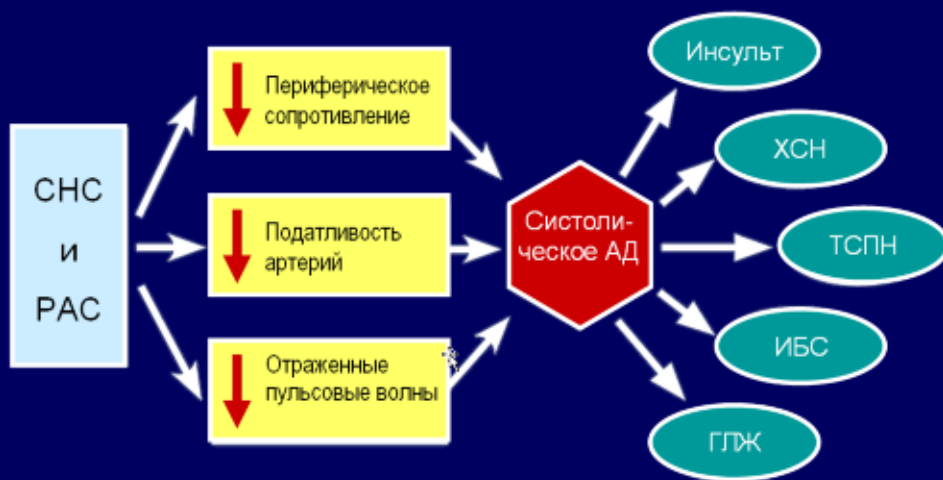 СНС
и
РАС
Периферическое
сопротивление
Податливость
артерий
Отраженные
пульсовые волны
Систоли-
ческое АД
Инсульт
ХСН
ТСПН
ИБС
ГЛЖ